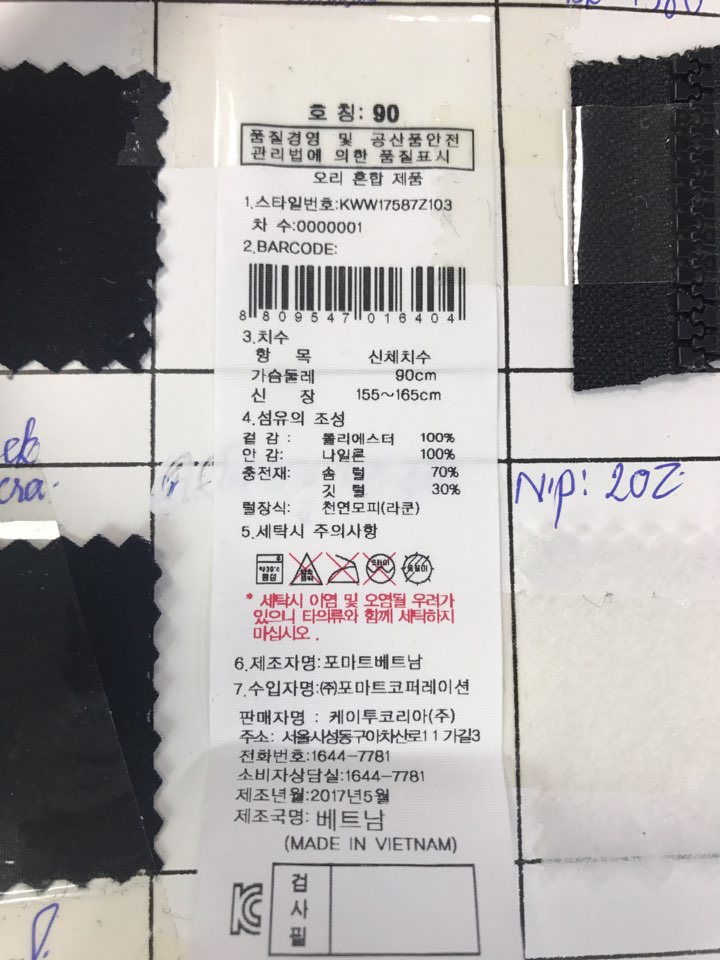 호 칭: 90
품질경영 및 공산품안전
관리법에 의한 품질표시
오리 혼합 제품
1.스타일번호:KWW17587Z103
차 수:0000001
2.BARCODE:
8 809547 016404
3.치수
항 목 신체치수
가슴둘레 90cm
신 장 155~165cm
4.섬유의 조성
겉 감 : 폴리에스터 100%
안 감 : 나일론 100%
충전재: 솜 털 70%
깃 털 30%
털장식: 천연모피(라쿤)
5.세탁시 주의사항
* 세탁시 이염 및 오염될 우려가
있으니 타의류와 함께 세탁하지
마십시오 .
6.제조자명:포마트베트남
7.수입자명:㈜포마트코퍼레이션
판매자명 : 케이투코리아(주)
주소: 서울시성동구아차산로11가길3
전화번호:1644-7781
소비자상담실:1644-7781
제조년월:2017년5월
제조국명: 베트남
(MADE IN VIETNAM)
검
사
필
N.p: 20Z